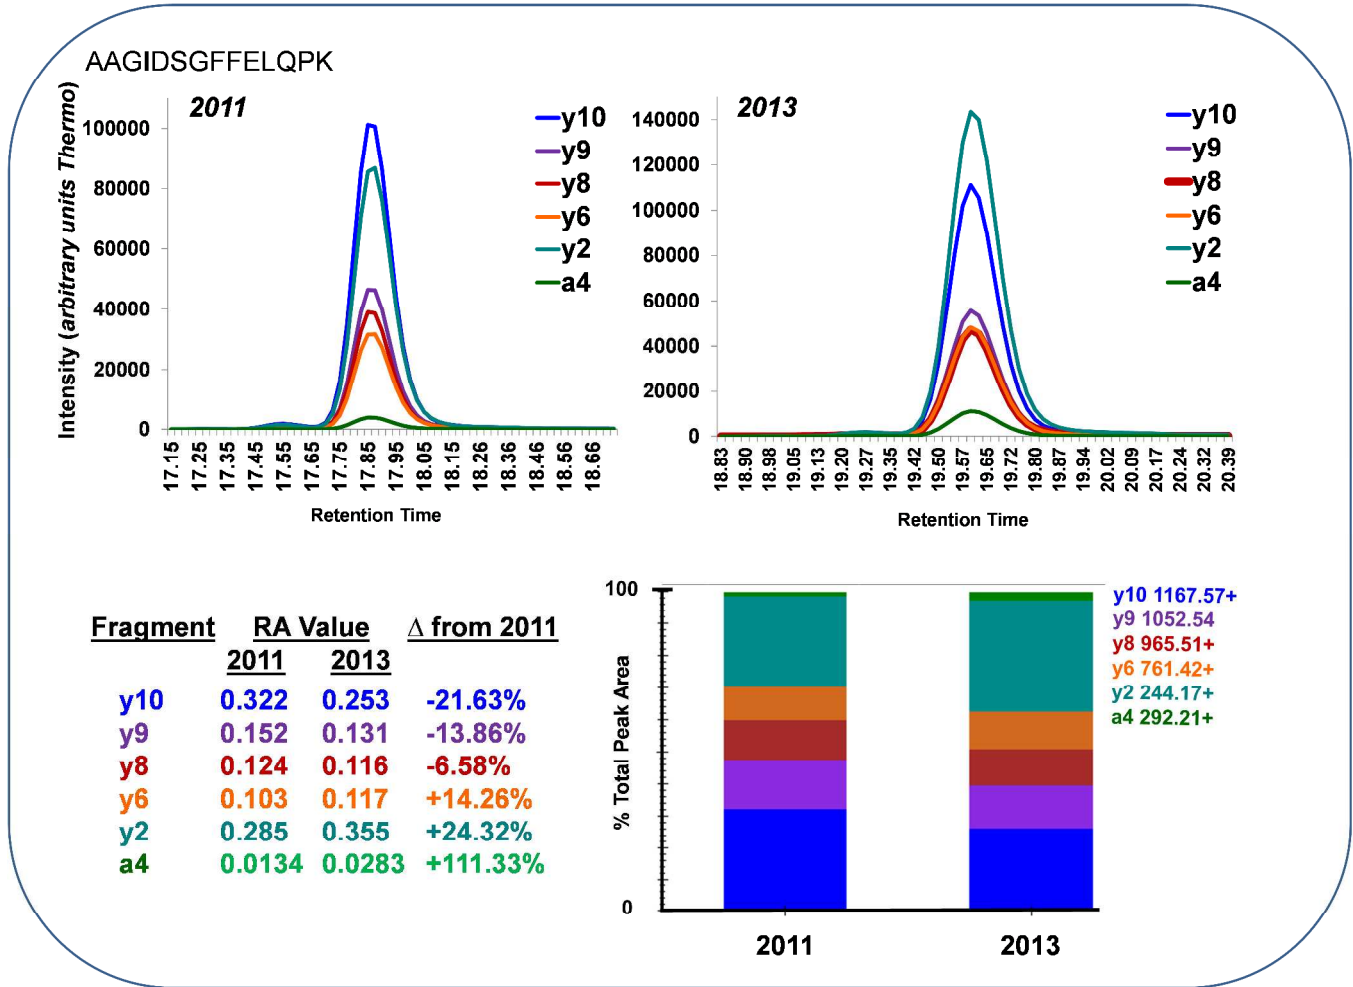 AAGIDSGFFELQPK
2011
Intensity (arbitrary units Thermo)
100000
80000
60000
40000
20000
0
17.15
17.25
17.35
17.45
17.55
17.65
17.75
17.85
17.95
18.05
18.15
18.26
18.36
18.46
18.56
18.66
Retention Time
y10
y9
y8
y6
y2
a4
2013
140000
120000
100000
80000
60000
40000
20000
0
18.83
18.90
18.98
19.05
19.13
19.20
19.27
19.35
19.42
19.50
19.57
19.65
19.72
19.80
19.87
19.94
20.02
20.09
20.17
20.24
20.32
20.39
Retention Time
y10
y9
y8
y6
y2
a4
Fragment RA Value Δ from 2011
2011 2013
y10 0.322 0.253 -21.63%
y9 0.152 0.131 -13.86%
y8 0.124 0.116 -6.58%
y6 0.103 0.117 +14.26%
y2 0.285 0.355 +24.32%
a4 0.0134 0.0283 +111.33%
100
% Total Peak Area
0
2011
2013
y10 1167.57+
y9 1052.54
y8 965.51+
y6 761.42+
y2 244.17+
a4 292.21+